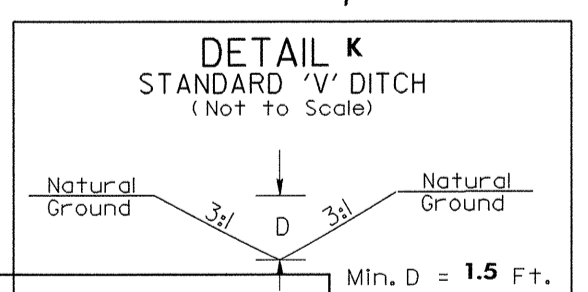 DETAIL K
STANDARD 'V' DITCH
(Not to Scale)
Natural
Ground
3:1
D
3:1
Natural
Ground
Min. D = 1.5 Ft.